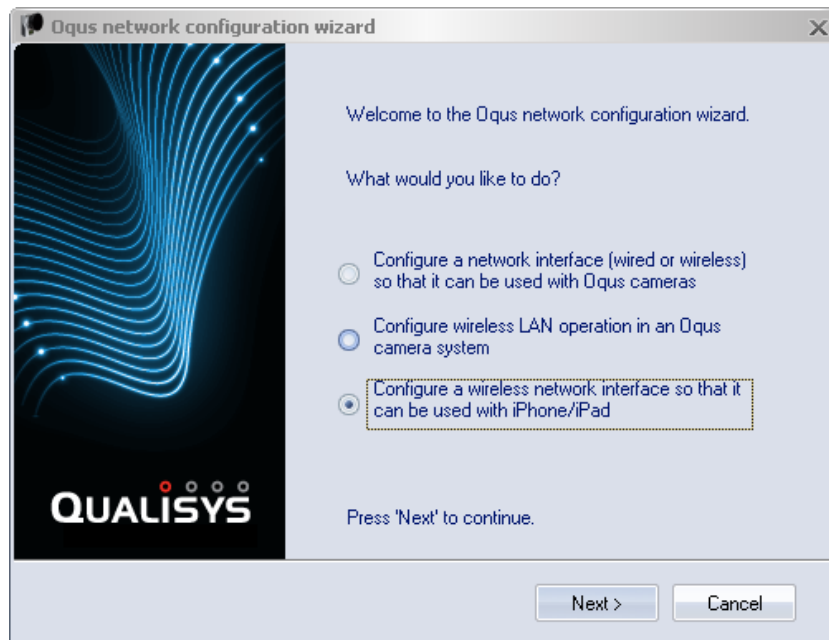 Oqus network configuration wizard
Welcome to the Oqus network configuration wizard.
What would you like to do?
Configure a network interface (wired or wireless)
so that it can be used with Oqus cameras
Configure wireless LAN operation in an Oqus
camera system
Configure a wireless network interface so that it
can be used with iPhone/iPad
QUALISYS
Press 'Next' to continue.
Next >
Cancel